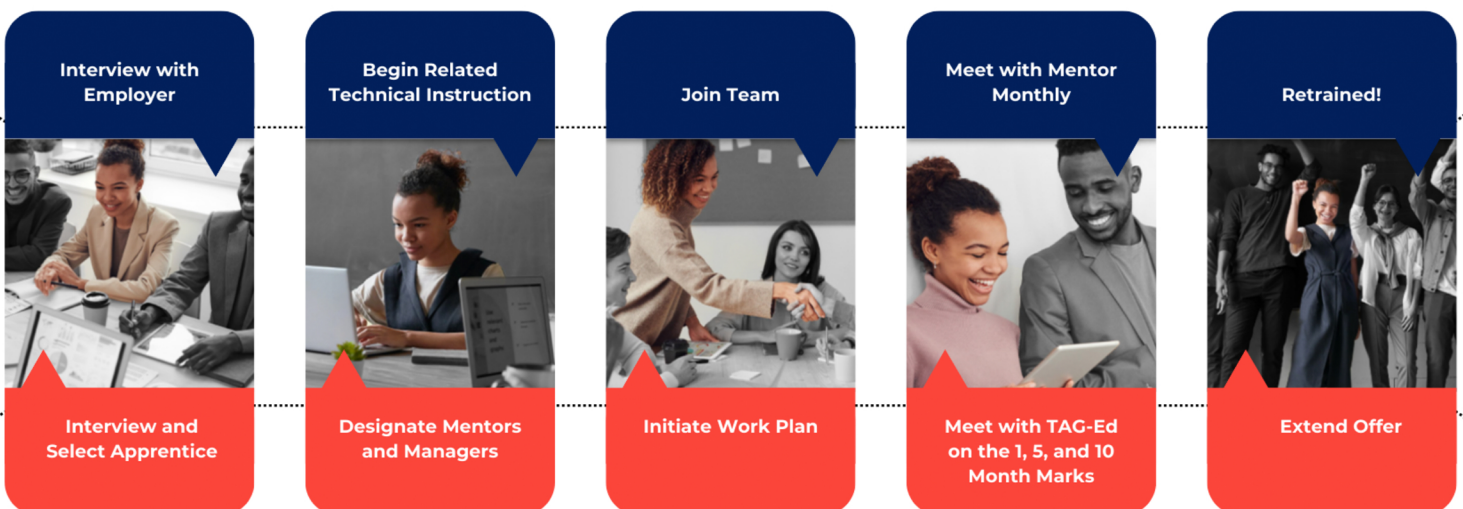 Interview with
Employer
Begin Related
Technical Instruction
Join Team
Meet with Mentor
Monthly
Retrained!
Interview and
Select Apprentice
Designate Mentors
and Managers
Initiate Work Plan
Meet with TAG-Ed
on the 1, 5, and 10
Month Marks
Extend Offer